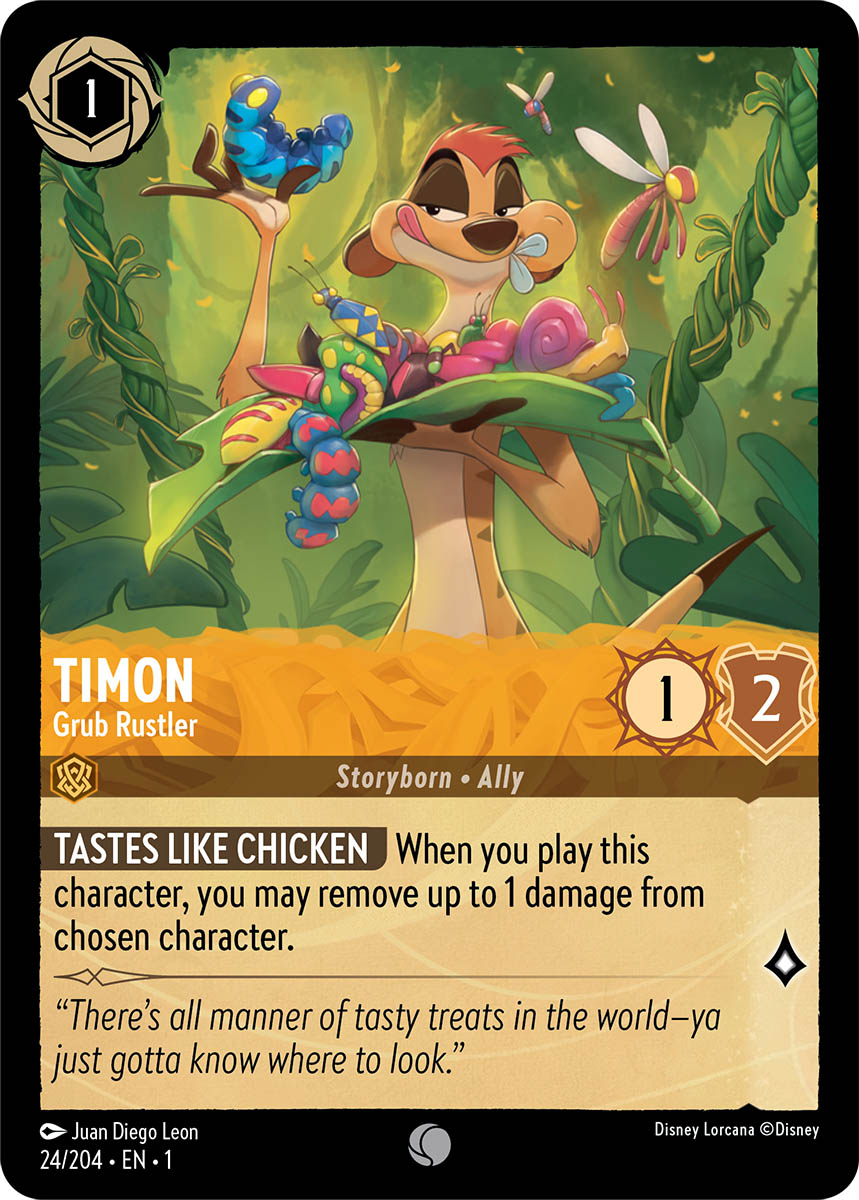 1
TIMON
Grub Rustler
1
2
Storyborn • Ally
TASTES LIKE CHICKEN When you play this
character, you may remove up to 1 damage from
chosen character.
“There’s all manner of tasty treats in the world–ya
just gotta know where to look.”
Juan Diego Leon
Disney Lorcana ©Disney
24/204 • EN • 1